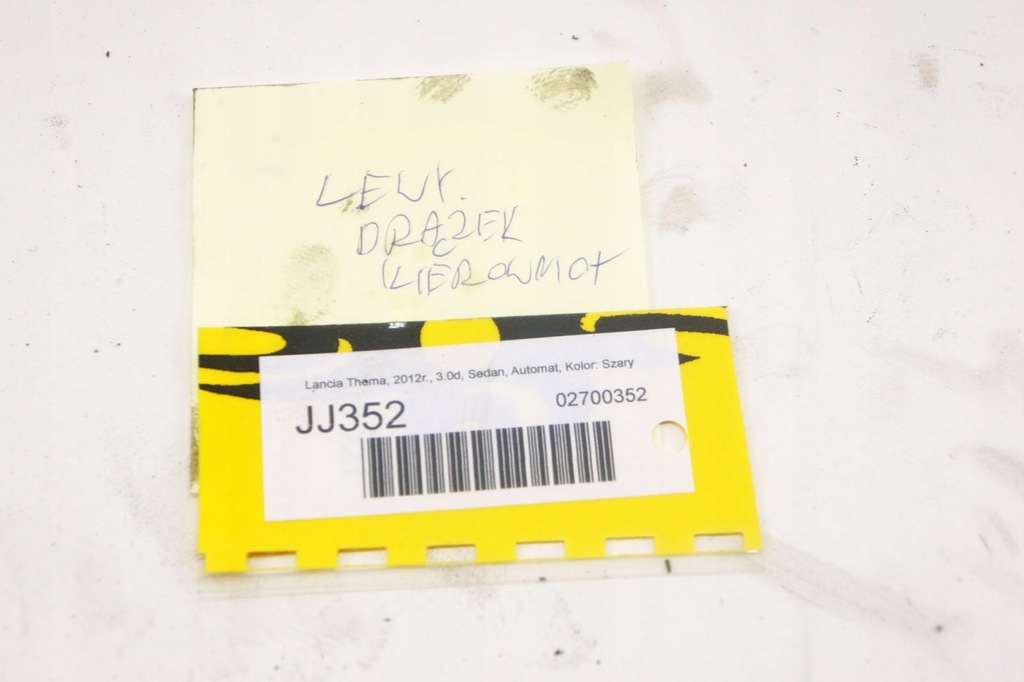 LEWY.
DRĄŻEK
KIEROWNICY
Lancia Thema, 2012r., 3.0d, Sedan, Automat, Kolor: Szary
JJ352
02700352